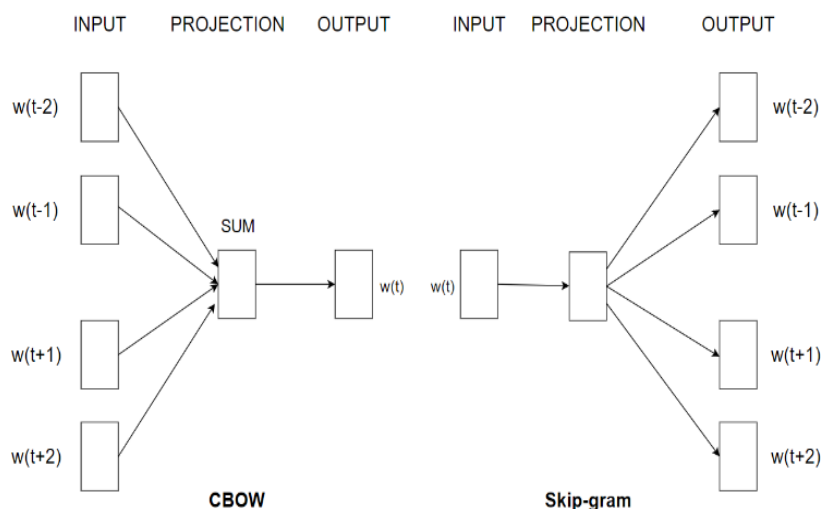 INPUT PROJECTION OUTPUT INPUT PROJECTION OUTPUT
w(t-2) w(t-2)
w(t-1) w(t-1)
SUM
w(t) w(t)
w(t+1) w(t+1)
w(t+2) w(t+2)
CBOW Skip-gram